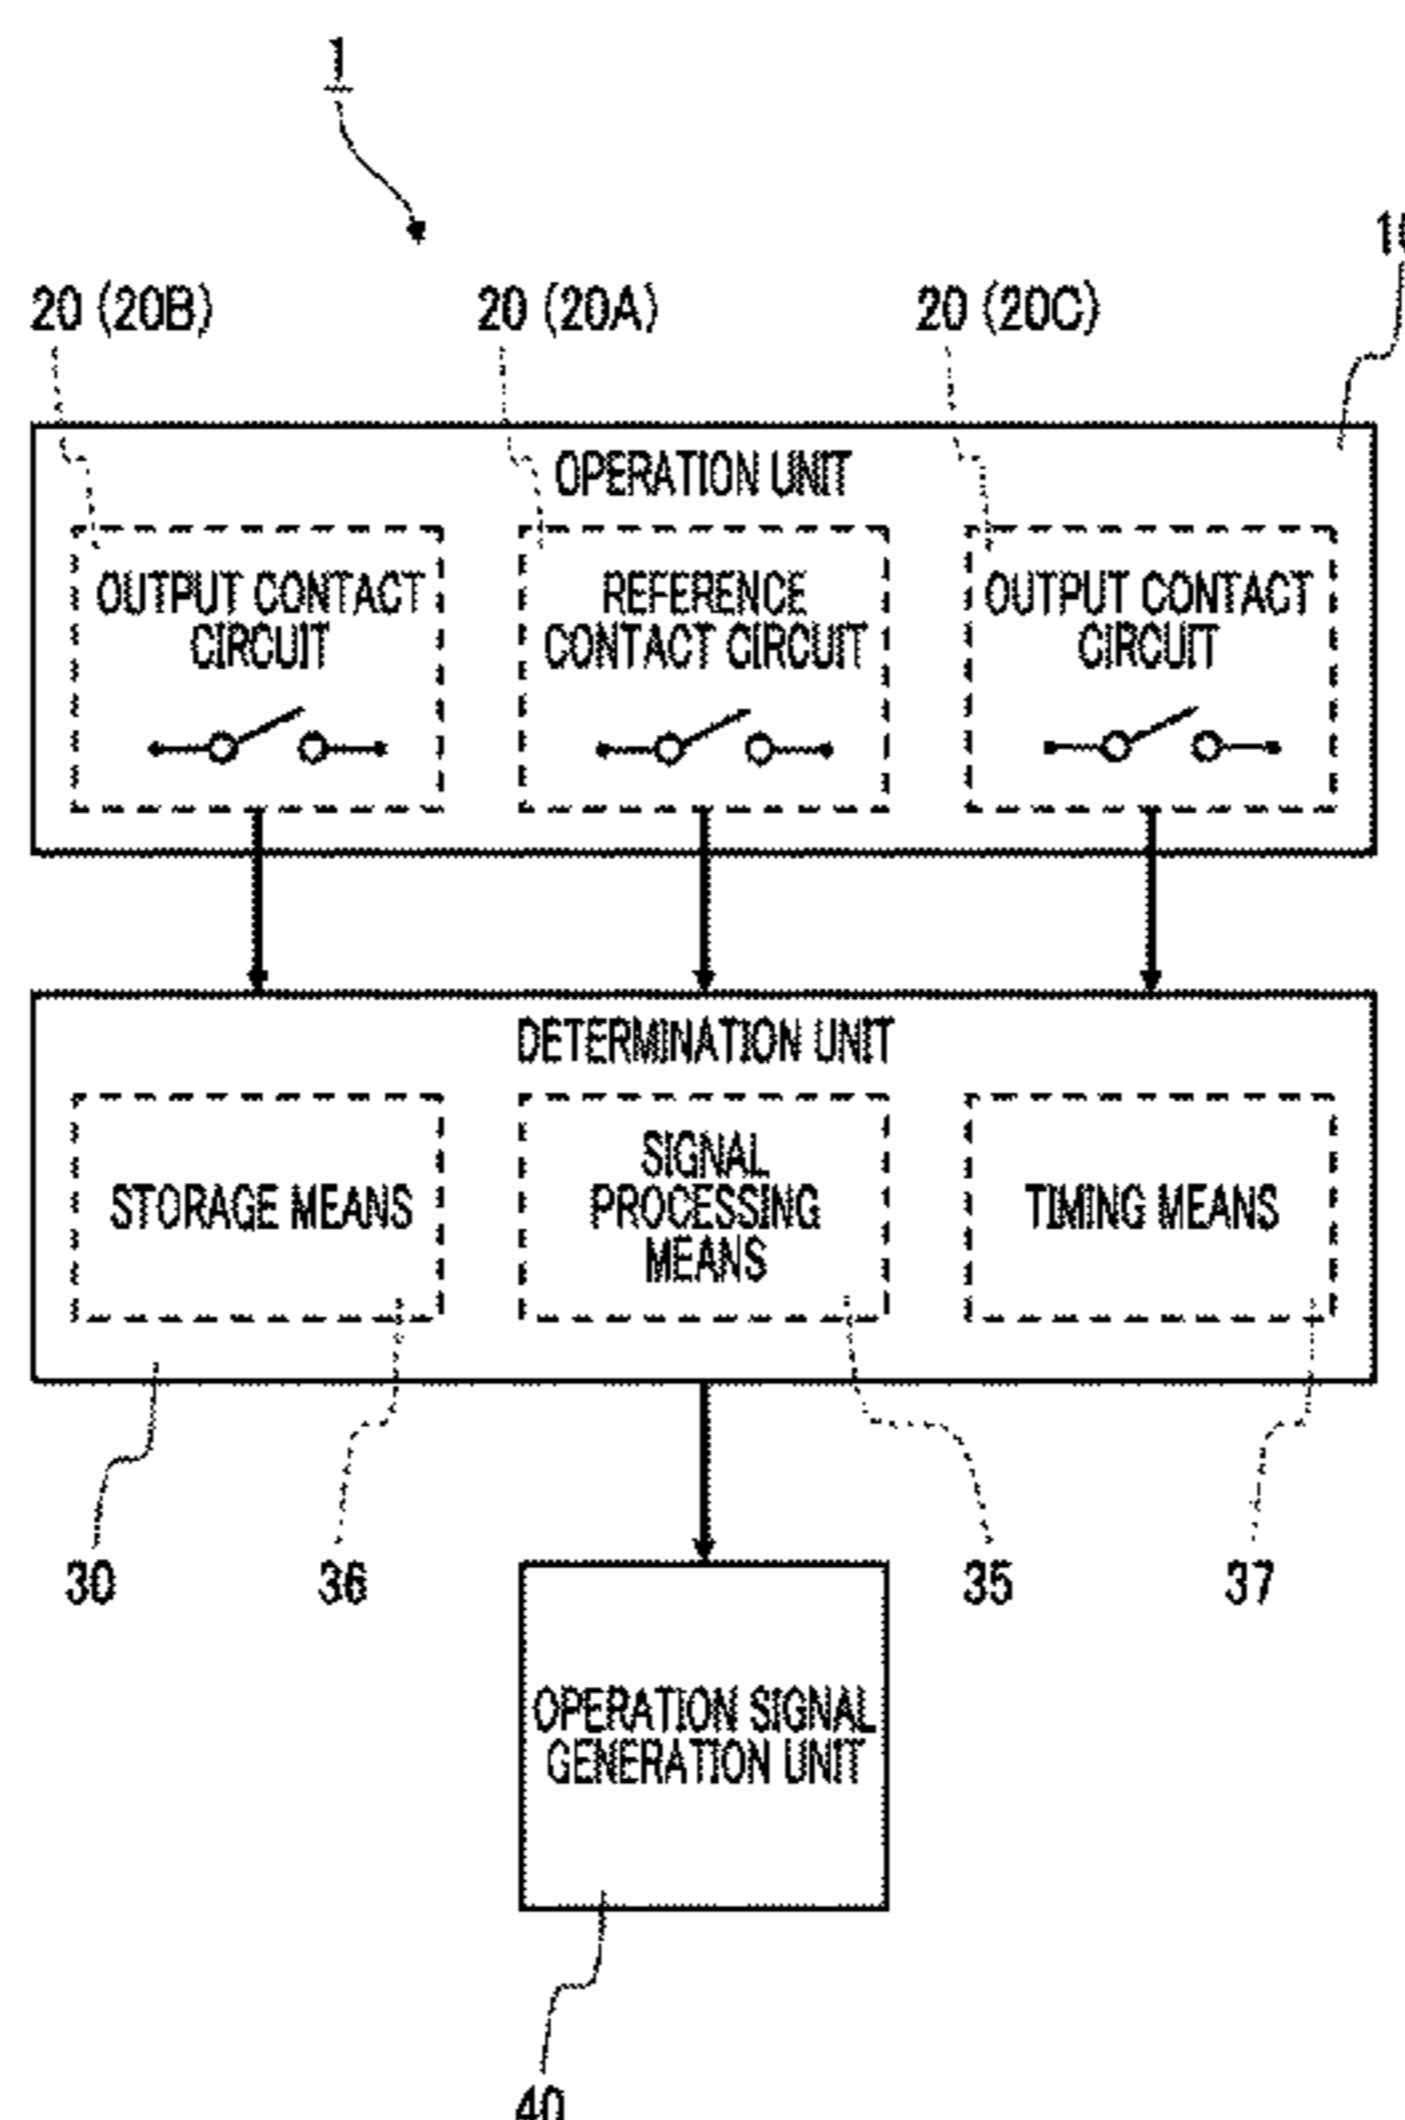 1
20 (20B) 20 (20A) 20 (20C)
OPERATION UNIT
OUTPUT CONTACT
CIRCUIT
REFERENCE
CONTACT CIRCUIT
OUTPUT CONTACT
CIRCUIT
DETERMINATION UNIT
STORAGE MEANS
SIGNAL
PROCESSING
MEANS
TIMING MEANS
30 36 35 37
OPERATION SIGNAL
GENERATION UNIT
40